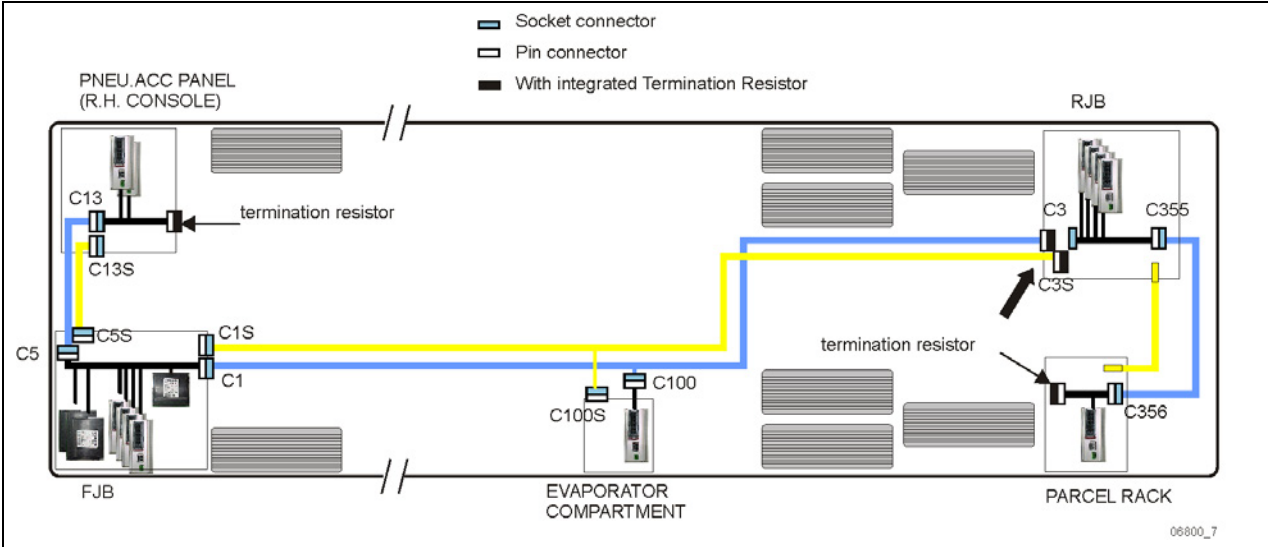 Socket connector
Pin connector
With integrated Termination Resistor
PNEU.ACC PANEL
(R.H. CONSOLE)
RJB
C13
termination resistor
C3
C355
C13S
C3S
C5S
C1S
C5
termination resistor
C1
C100
C100S
C356
FJB
EVAPORATOR
COMPARTMENT
PARCEL RACK
06800_7